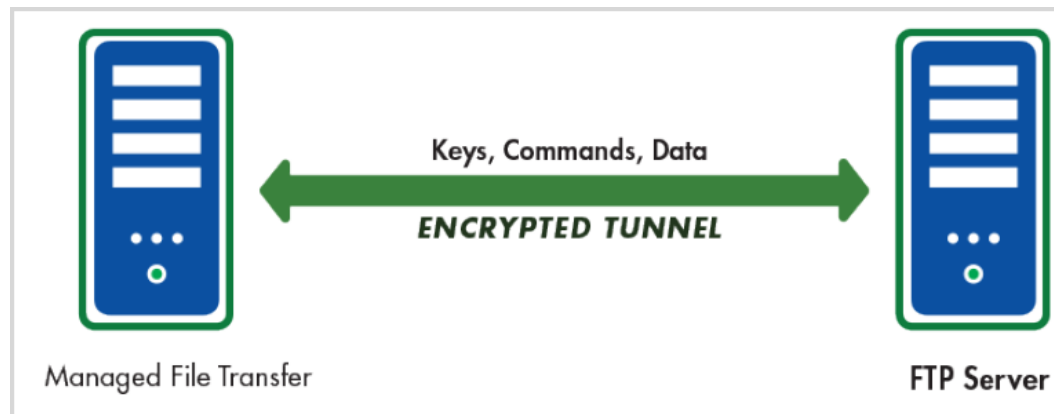 Keys, Commands, Data
ENCRYPTED TUNNEL
Managed File Transfer
FTP Server